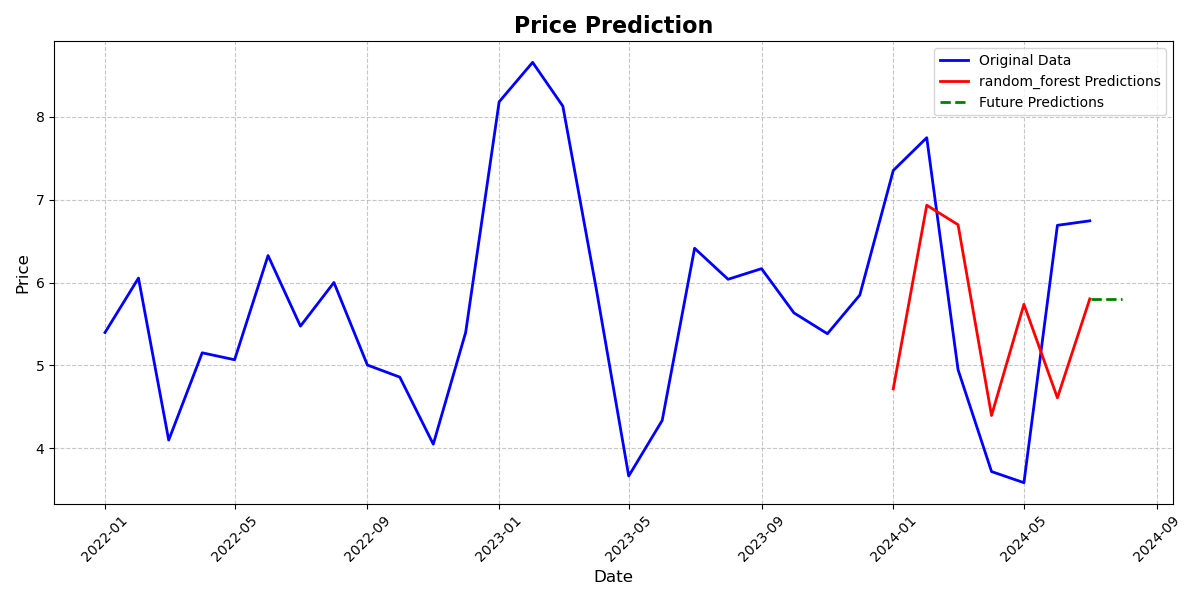 Price Prediction
Original Data
random_forest Predictions
Future Predictions
Price
8
7
6
5
4
2022-01
2022-05
2022-09
2023-01
2023-05
2023-09
2024-01
2024-05
2024-09
Date